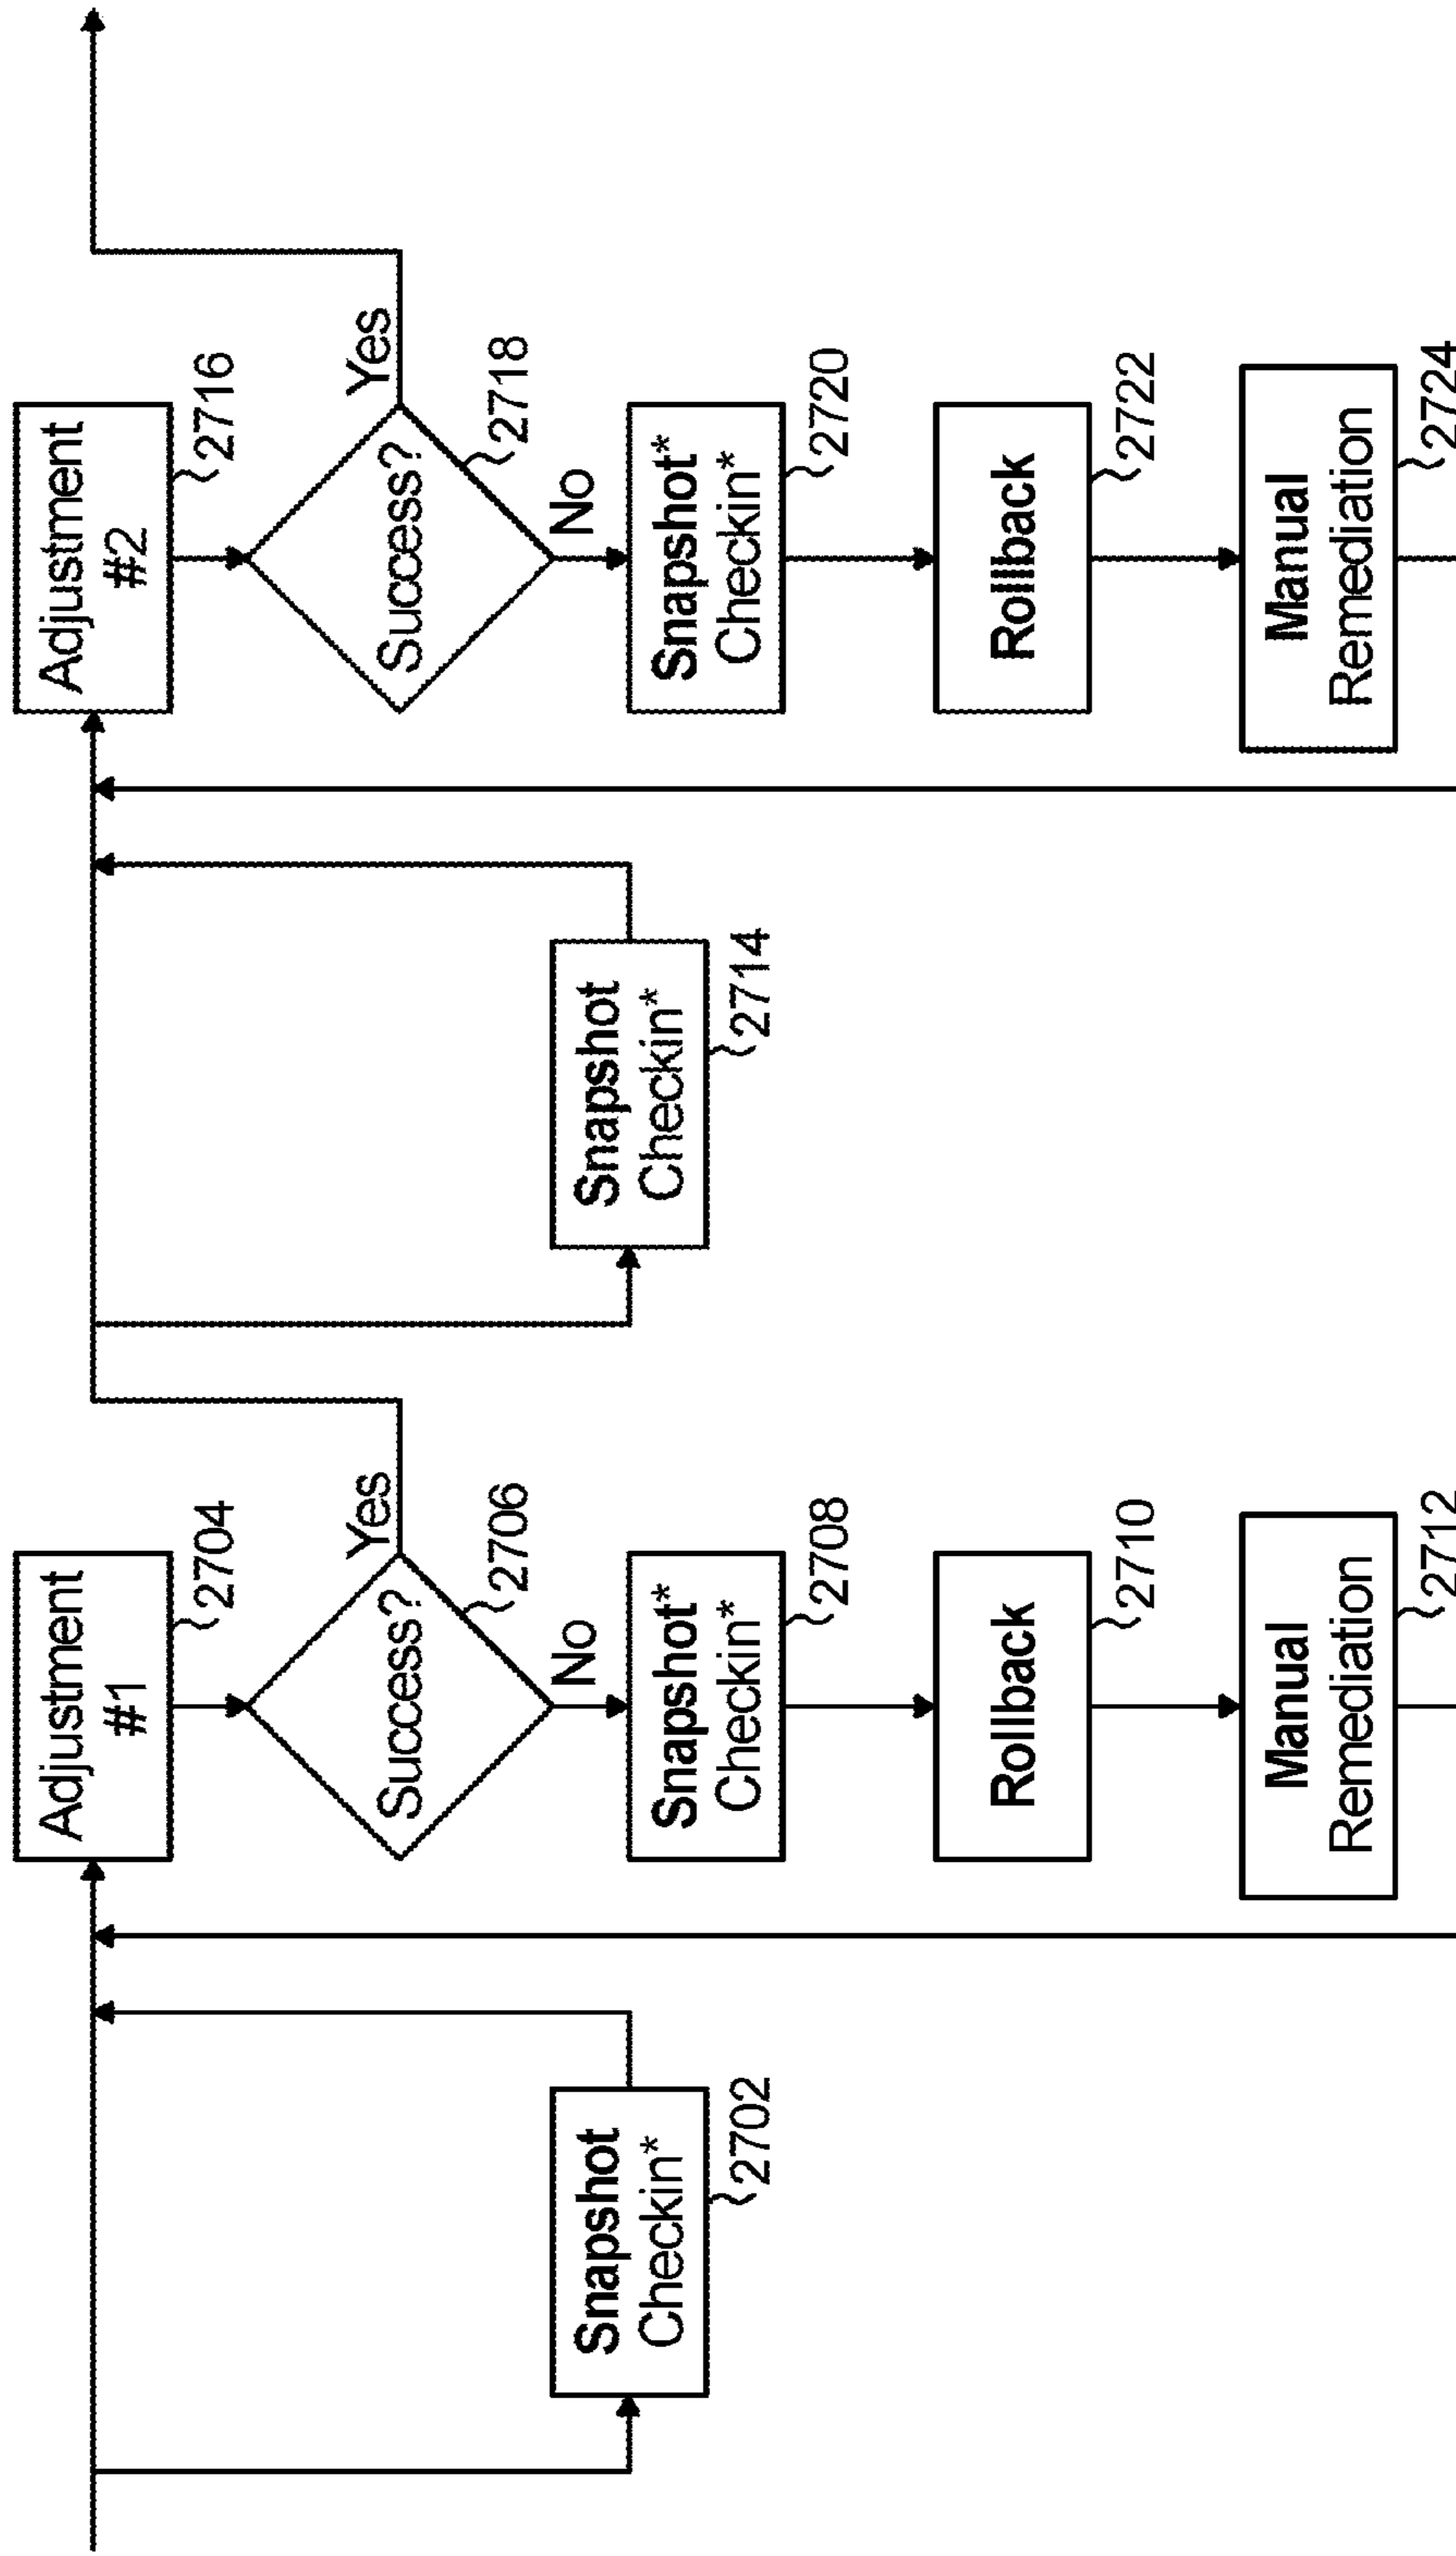 Snapshot
Checkin*
2702
Adjustment
#1
2704
Success?
2706
Yes
No
Snapshot*
Checkin*
2708
Rollback
2710
Manual
Remediation
2712
Snapshot
Checkin*
2714
Adjustment
#2
2716
Success?
2718
Yes
No
Snapshot*
Checkin*
2720
Rollback
2722
Manual
Remediation
2724